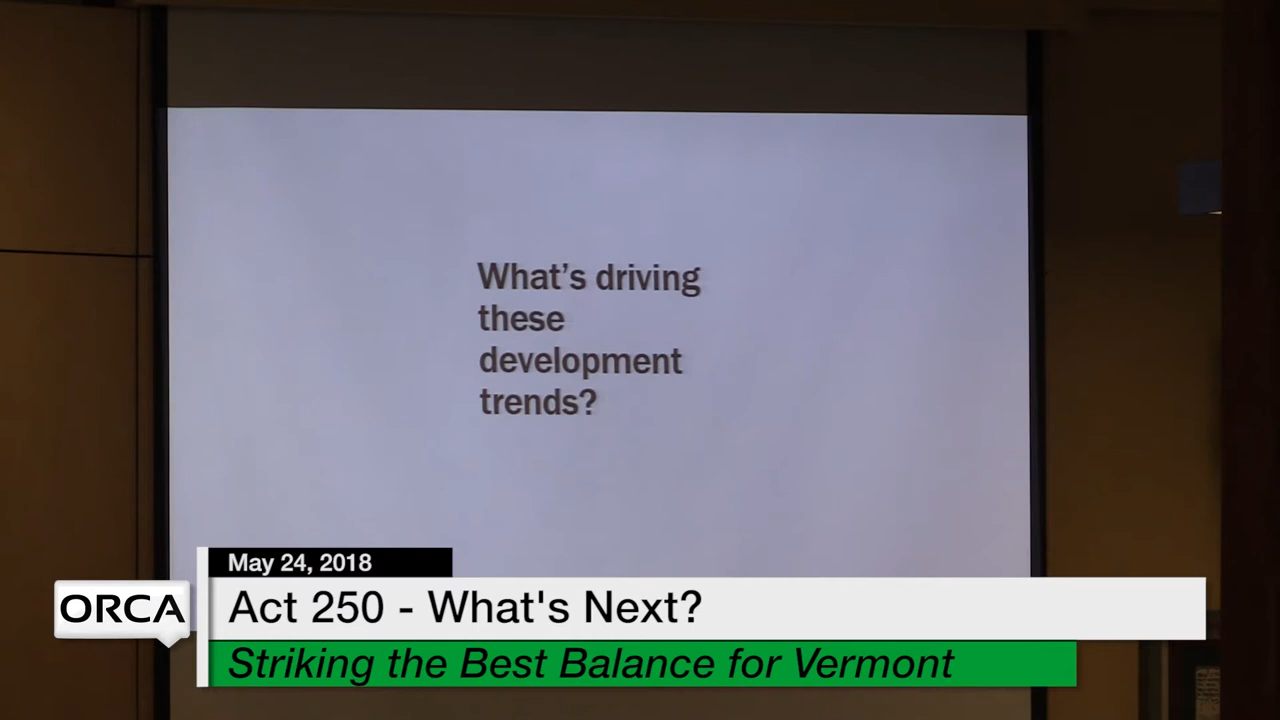 What's driving
these
development
trends?
May 24, 2018
ORCA
Act 250 - What's Next?
Striking the Best Balance for Vermont